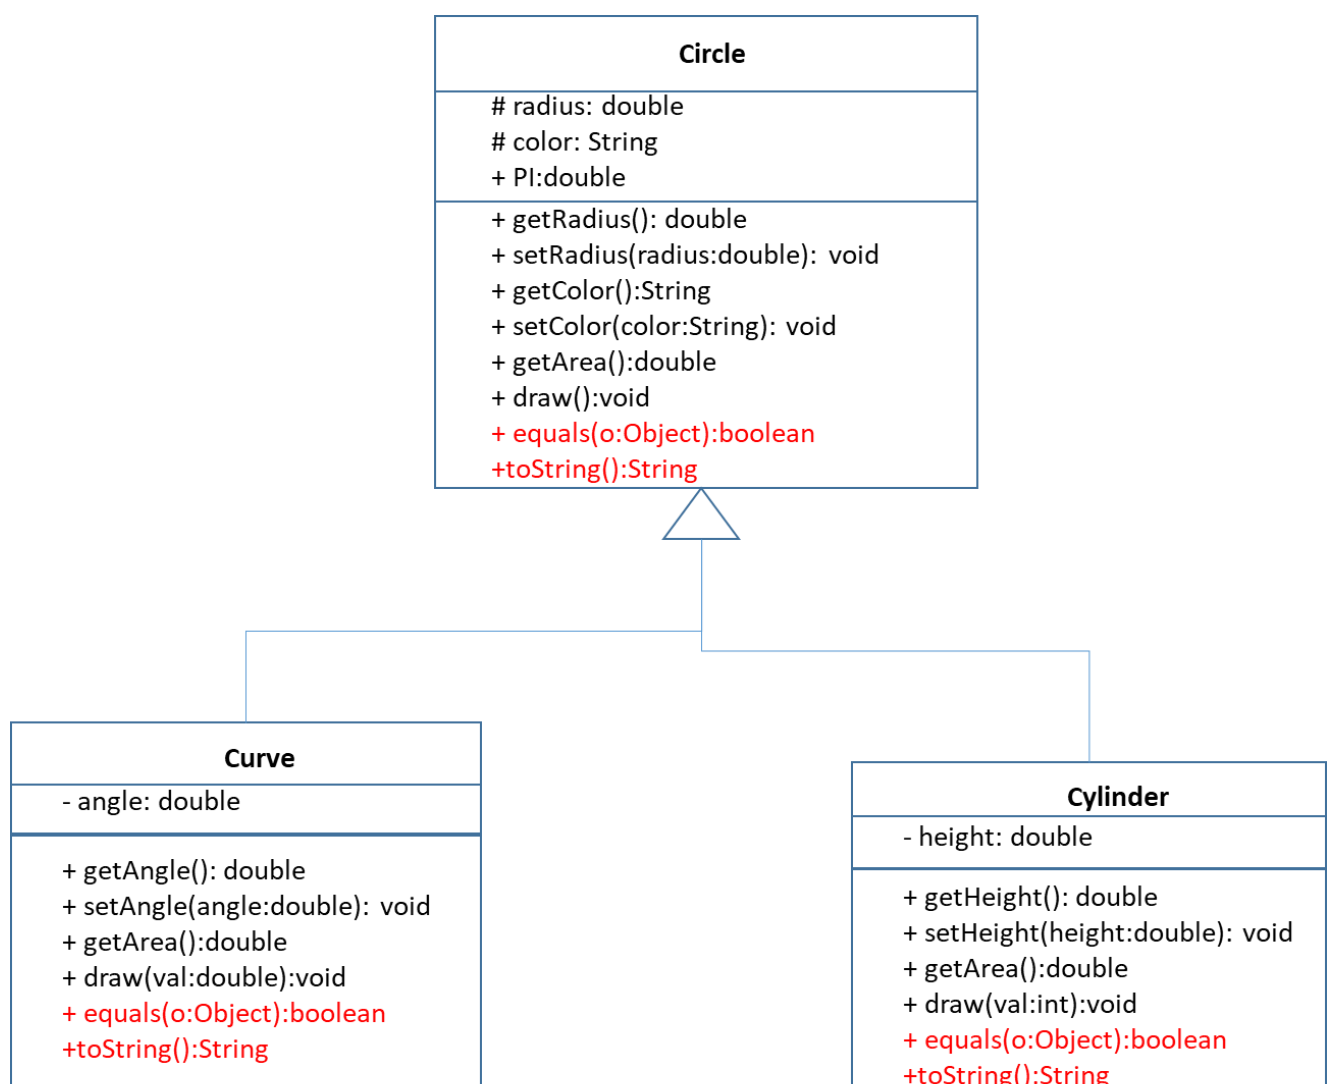 Circle
# radius: double
# color: String
+ PI:double
+ getRadius(): double
+ setRadius(radius:double): void
+ getColor():String
+ setColor(color:String): void
+ getArea():double
+ draw():void
+ equals(o:Object):boolean
+toString():String
Curve
- angle: double
+ getAngle(): double
+ setAngle(angle:double): void
+ getArea():double
+ draw(val:double):void
+ equals(o:Object):boolean
+toString():String
Cylinder
- height: double
+ getHeight(): double
+ setHeight(height:double): void
+ getArea():double
+ draw(val:int):void
+ equals(o:Object):boolean
+toString():String